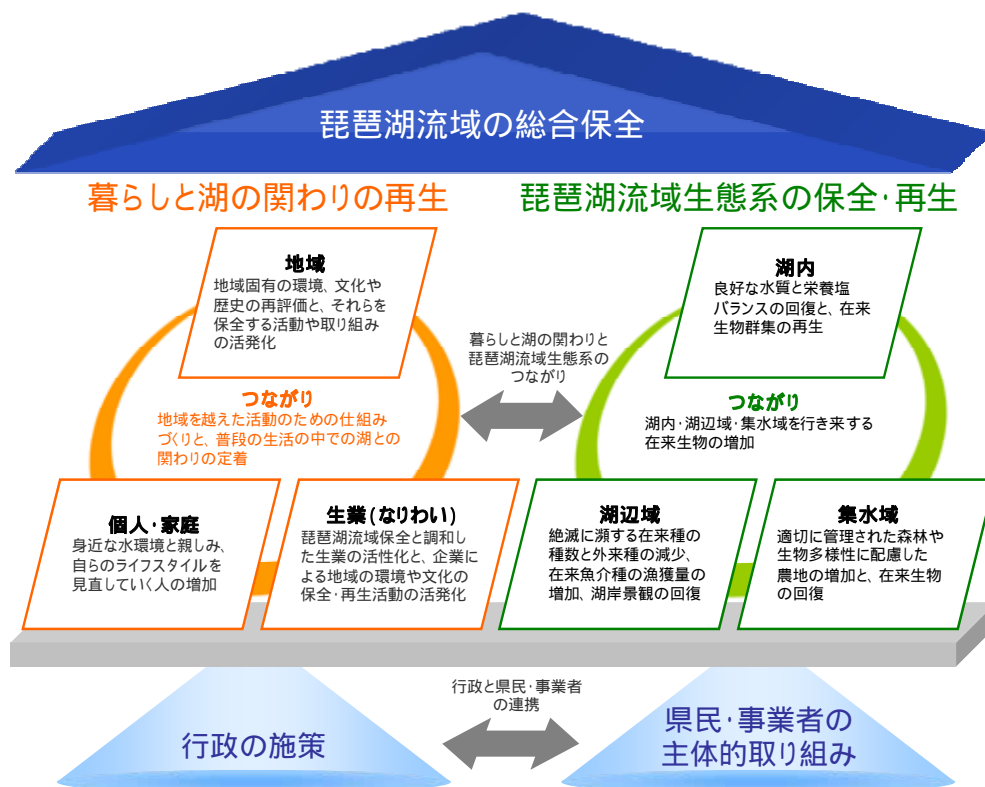 琵琶湖流域の総合保全
暮らしと湖の関わりの再生
琵琶湖流域生態系の保全・再生
地域
地域固有の環境、文化や
歴史の再評価と、それらを
保全する活動や取り組み
の活発化
つながり
地域を越えた活動のための仕組み
づくりと、普段の生活の中での湖との
関わりの定着
個人・家庭
身近な水環境と親しみ、
自らのライフスタイルを
見直していく人の増加
生業(なりわい)
琵琶湖流域保全と調和
した生業の活性化と、企業に
よる地域の環境や文化の
保全・再生活動の活発化
暮らしと湖の関わりと
琵琶湖流域生態系の
つながり
湖内
良好な水質と栄養塩
バランスの回復と、在来
生物群集の再生
つながり
湖内・湖辺域・集水域を行き来する
在来生物の増加
湖辺域
絶滅に瀕する在来種の
種数と外来種の減少、
在来魚介種の漁獲量の
増加、湖岸景観の回復
集水域
適切に管理された森林や
生物多様性に配慮した
農地の増加と、在来生物
の回復
行政の施策
行政と県民・事業者
の連携
県民・事業者の
主体的取り組み